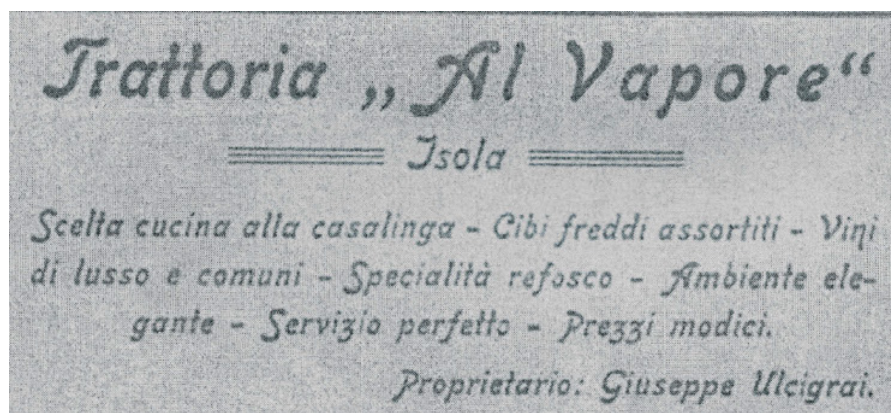 Trattoria „Al Vapore“
Isola
Scelta cucina alla casalinga - Cibi freddi assortiti - Vini
di lusso e comuni - Specialità refosco - Ambiente ele-
gante - Servizio perfetto - Prezzi modici.
Proprietario: Giuseppe Ulcigrai.